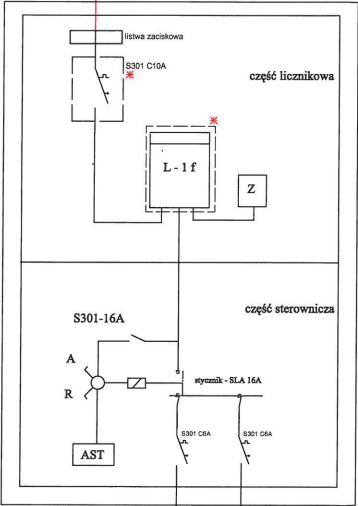 listwa zaciskowa
S301 C10A
część licznikowa
L - 1 f
Z
część sterownicza
S301-16A
A
stycznik - SLA 16A
R
S301 C6A
S301 C6A
AST